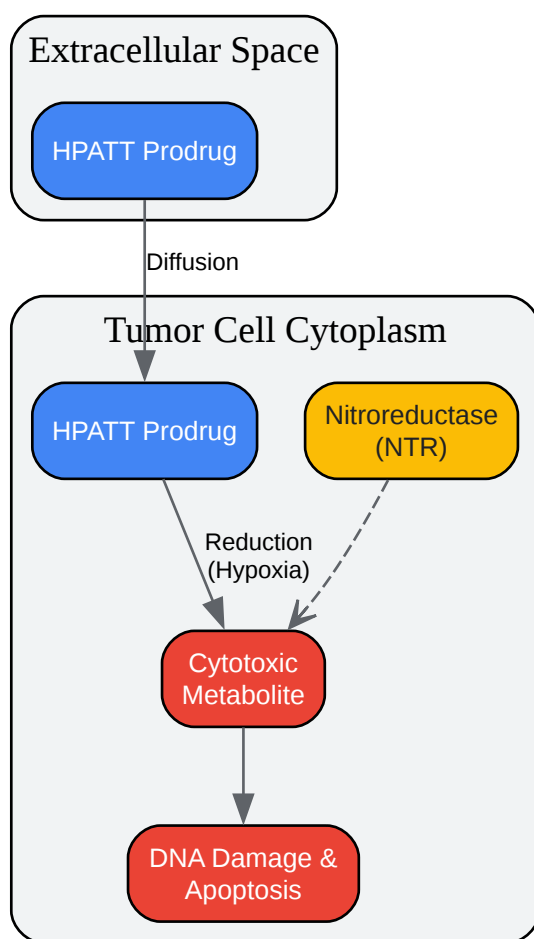 Extracellular Space
HPATT Prodrug
Diffusion
Tumor Cell Cytoplasm
HPATT Prodrug
Nitroreductase
(NTR)
Reduction
(Hypoxia)
Cytotoxic
Metabolite
DNA Damage &
Apoptosis